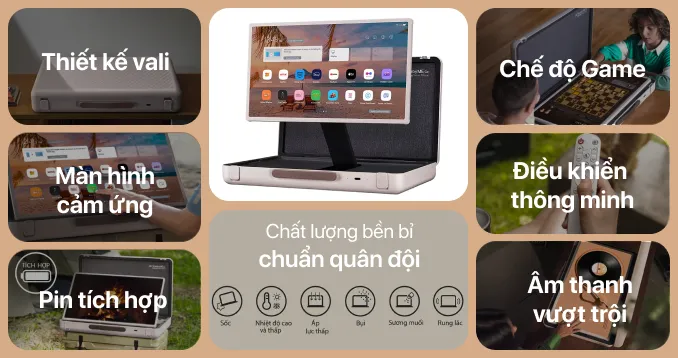 Thiết kế vali
Màn hình
cảm ứng
TÍCH HỢP
Pin tích hợp
Chất lượng bền bỉ
chuẩn quân đội
Sốc
Nhiệt độ cao
và thấp
Áp
lực thấp
Bụi
Sương muối
Rung lắc
Chế độ Game
Điều khiển
thông minh
Âm thanh
vượt trội